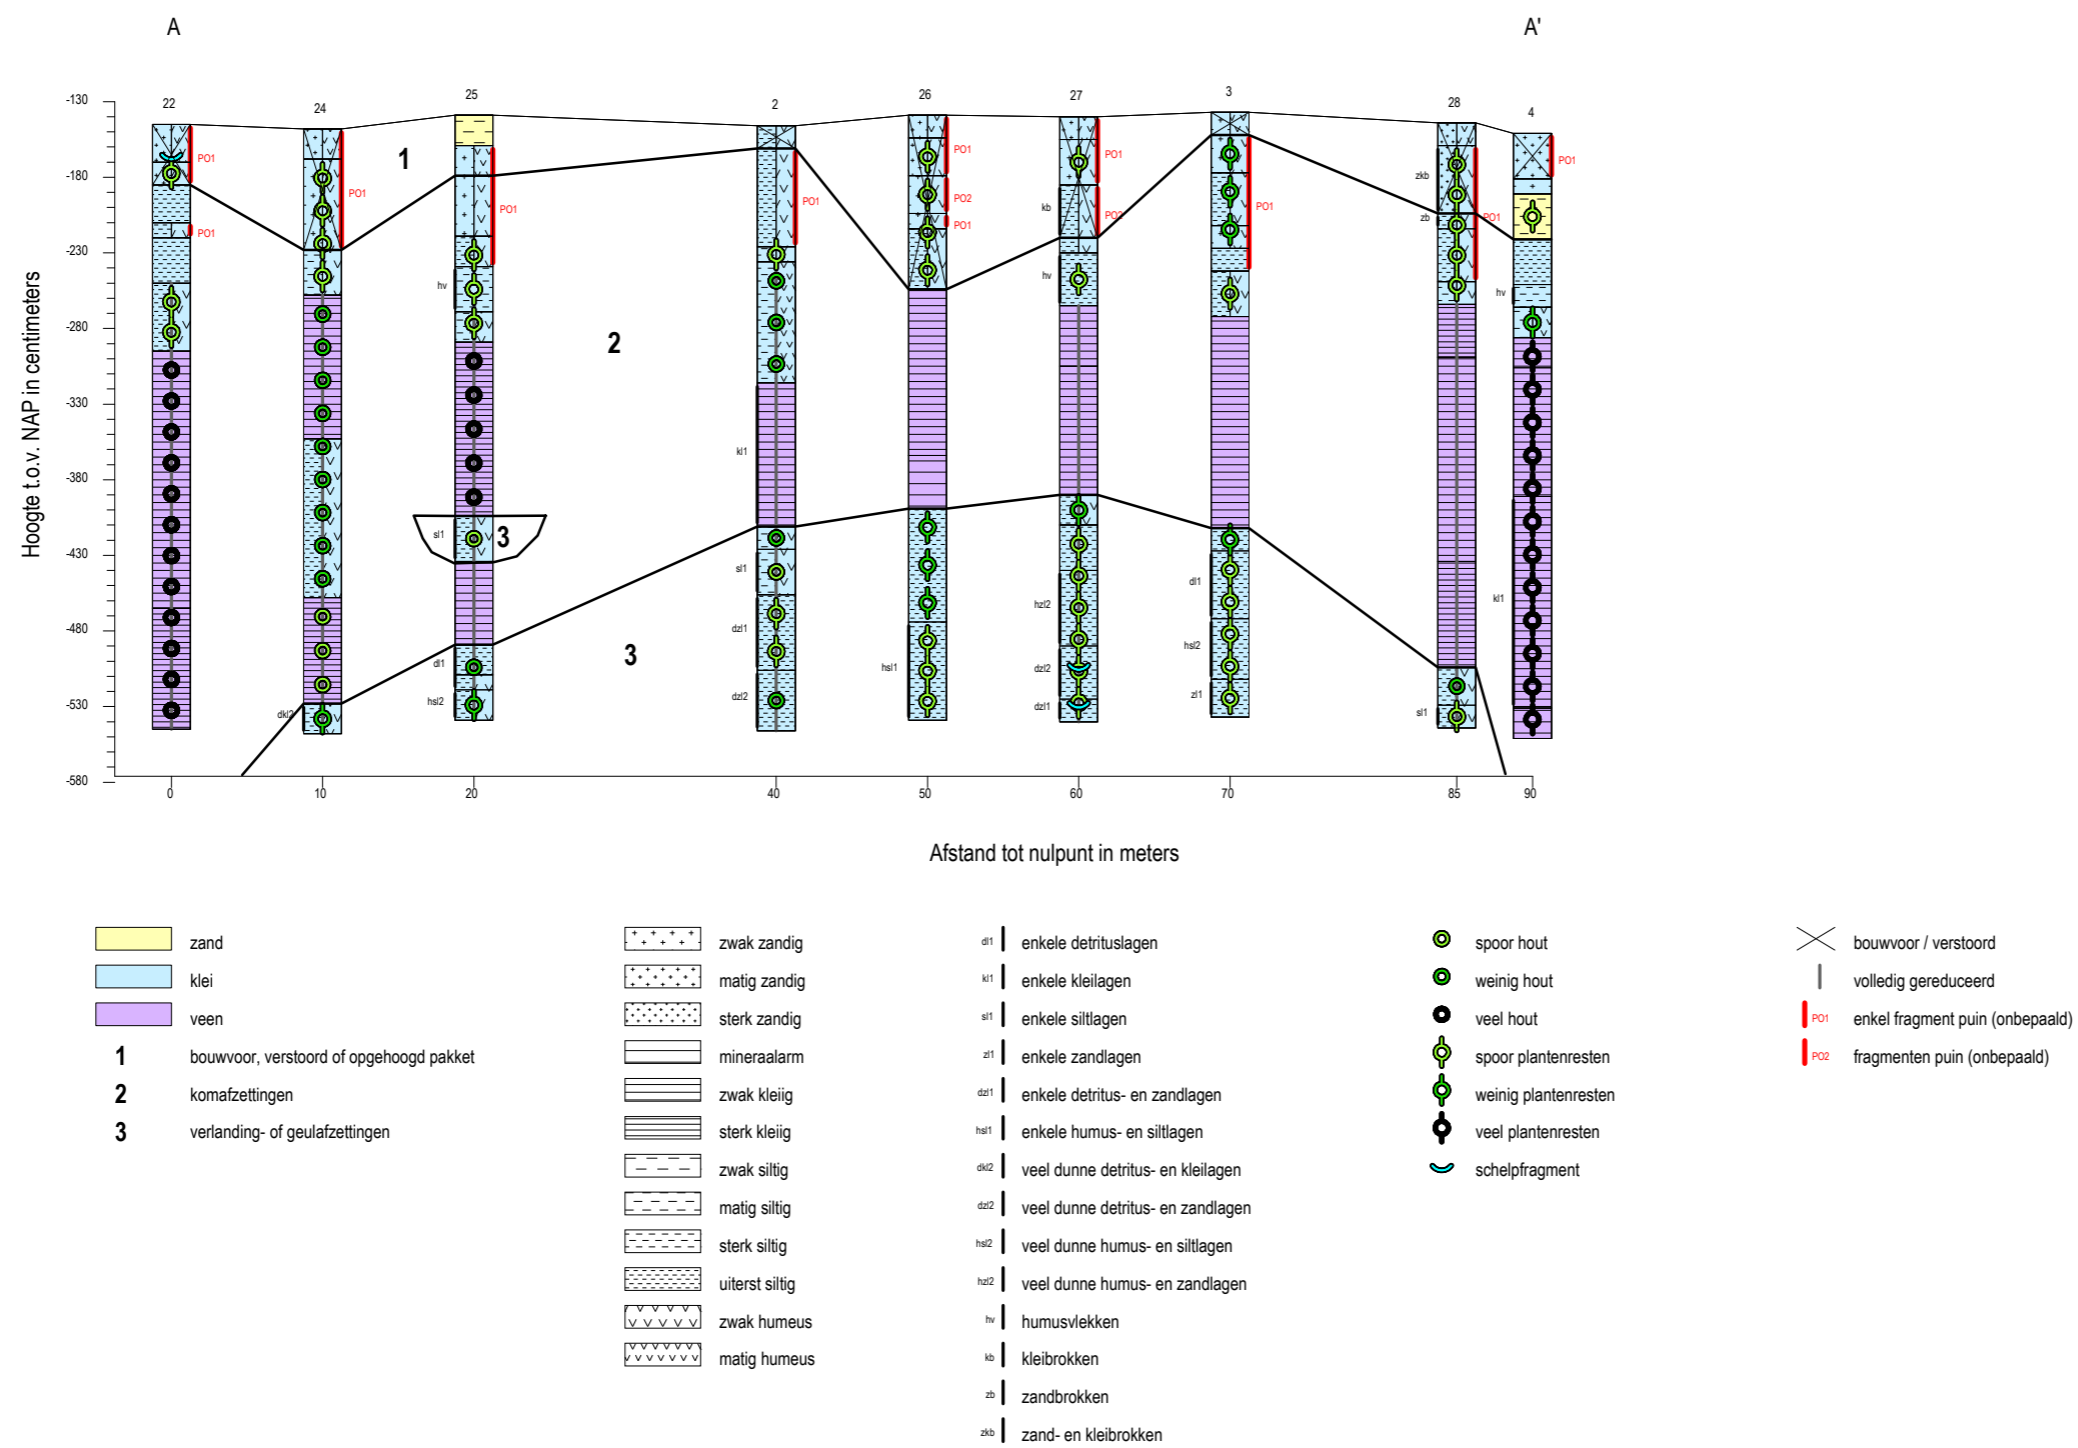 A A'
22 24 25 2 26 27 3 28 4
-130
-180
-230
-280
-330
-380
-430
-480
-530
-580
Hoogte t.o.v. NAP in centimeters
1
2
3
3
PO1
PO1
PO1
PO1
hv
sl1
dkl2
dl1
hsl2
PO1
kl1
sl1
dzl1
dzl2
PO1
PO2
PO1
hsl1
PO1
kb
PO2
hv
hzl2
dzl2
dzl1
PO1
dl1
hsl2
zl1
zkb
zb
PO1
sl1
PO1
hv
kl1
0 10 20 40 50 60 70 85 90
Afstand tot nulpunt in meters
zand
klei
veen
1 bouwvoor, verstoord of opgehoogd pakket
2 komafzettingen
3 verlanding- of geulafzettingen
zwak zandig
matig zandig
sterk zandig
mineraalarm
zwak kleiig
sterk kleiig
zwak siltig
matig siltig
sterk siltig
uiterst siltig
zwak humeus
matig humeus
dl1 enkele detrituslagen
kl1 enkele kleilagen
sl1 enkele siltlagen
zl1 enkele zandlagen
dzl1 enkele detritus- en zandlagen
hsl1 enkele humus- en siltlagen
dkl2 veel dunne detritus- en kleilagen
dzl2 veel dunne detritus- en zandlagen
hsl2 veel dunne humus- en siltlagen
hzl2 veel dunne humus- en zandlagen
hv humusvlekken
kb kleibrokken
zb zandbrokken
zkb zand- en kleibrokken
spoor hout
weinig hout
veel hout
spoor plantenresten
weinig plantenresten
veel plantenresten
schelpfragment
bouwvoor / verstoord
volledig gereduceerd
PO1 enkel fragment puin (onbepaald)
PO2 fragmenten puin (onbepaald)